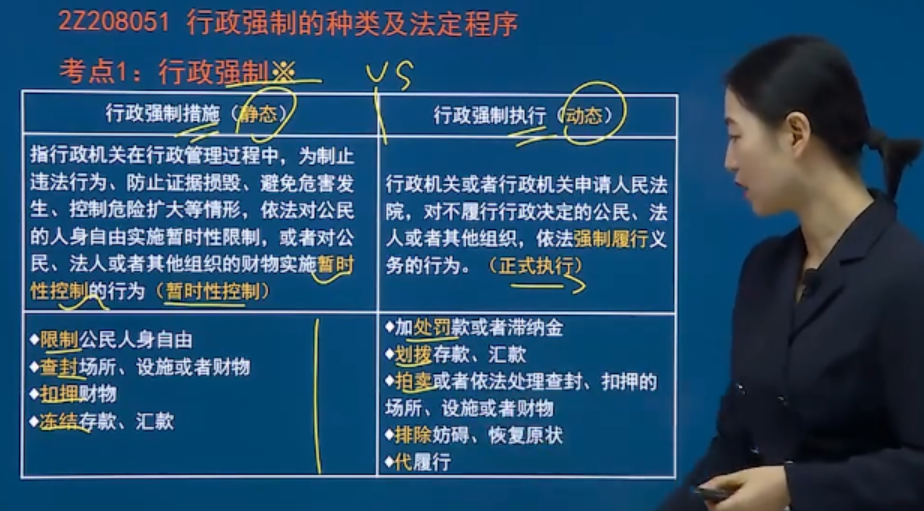 2Z208051 行政强制的种类及法定程序
考点1：行政强制※
VS
行政强制措施（静态）
行政强制执行（动态）
指行政机关在行政管理过程中，为制止
违法行为、防止证据损毁、避免危害发
生、控制危险扩大等情形，依法对公民
的人身自由实施暂时性限制，或者对公
民、法人或者其他组织的财物实施暂时
性控制的行为（暂时性控制）
行政机关或者行政机关申请人民法
院，对不履行行政决定的公民、法
人或者其他组织，依法强制履行义
务的行为。（正式执行）
◆限制公民人身自由
◆查封场所、设施或者财物
◆扣押财物
◆冻结存款、汇款
◆加处罚款或者滞纳金
◆划拨存款、汇款
◆拍卖或者依法处理查封、扣押的
场所、设施或者财物
◆排除妨碍、恢复原状
◆代履行